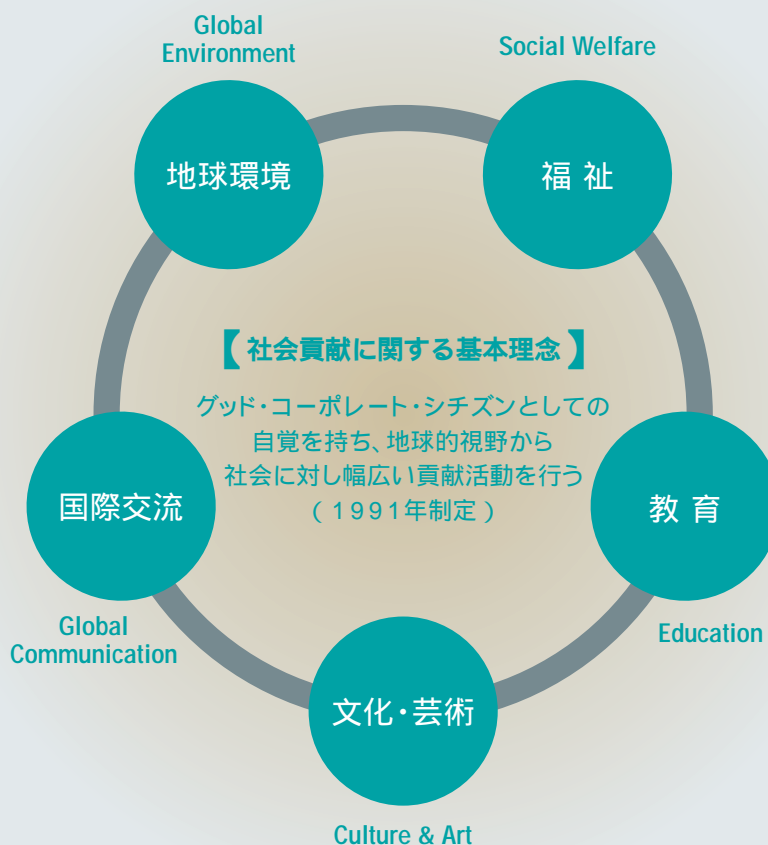 Global
Environment
Social Welfare
地球環境
福 祉
【社会貢献に関する基本理念】
グッド・コーポレート・シチズンとしての
自覚を持ち、地球的視野から
社会に対し幅広い貢献活動を行う
(1991年制定)
国際交流
教 育
Global
Communication
Education
文化・芸術
Culture & Art